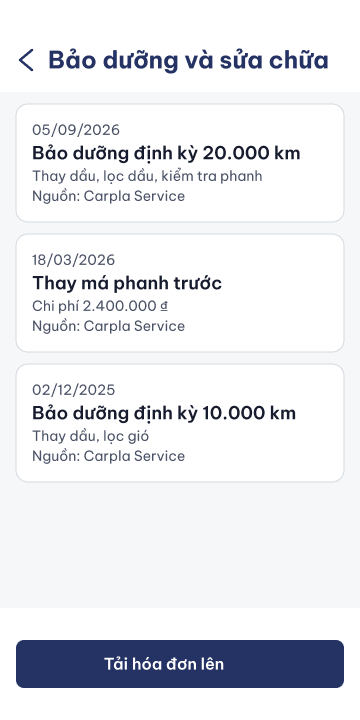 Bảo dưỡng và sửa chữa
05/09/2026
Bảo dưỡng định kỳ 20.000 km
Thay dầu, lọc dầu, kiểm tra phanh
Nguồn: Carpla Service
18/03/2026
Thay má phanh trước
Chi phí 2.400.000 ₫
Nguồn: Carpla Service
02/12/2025
Bảo dưỡng định kỳ 10.000 km
Thay dầu, lọc gió
Nguồn: Carpla Service
Tải hóa đơn lên